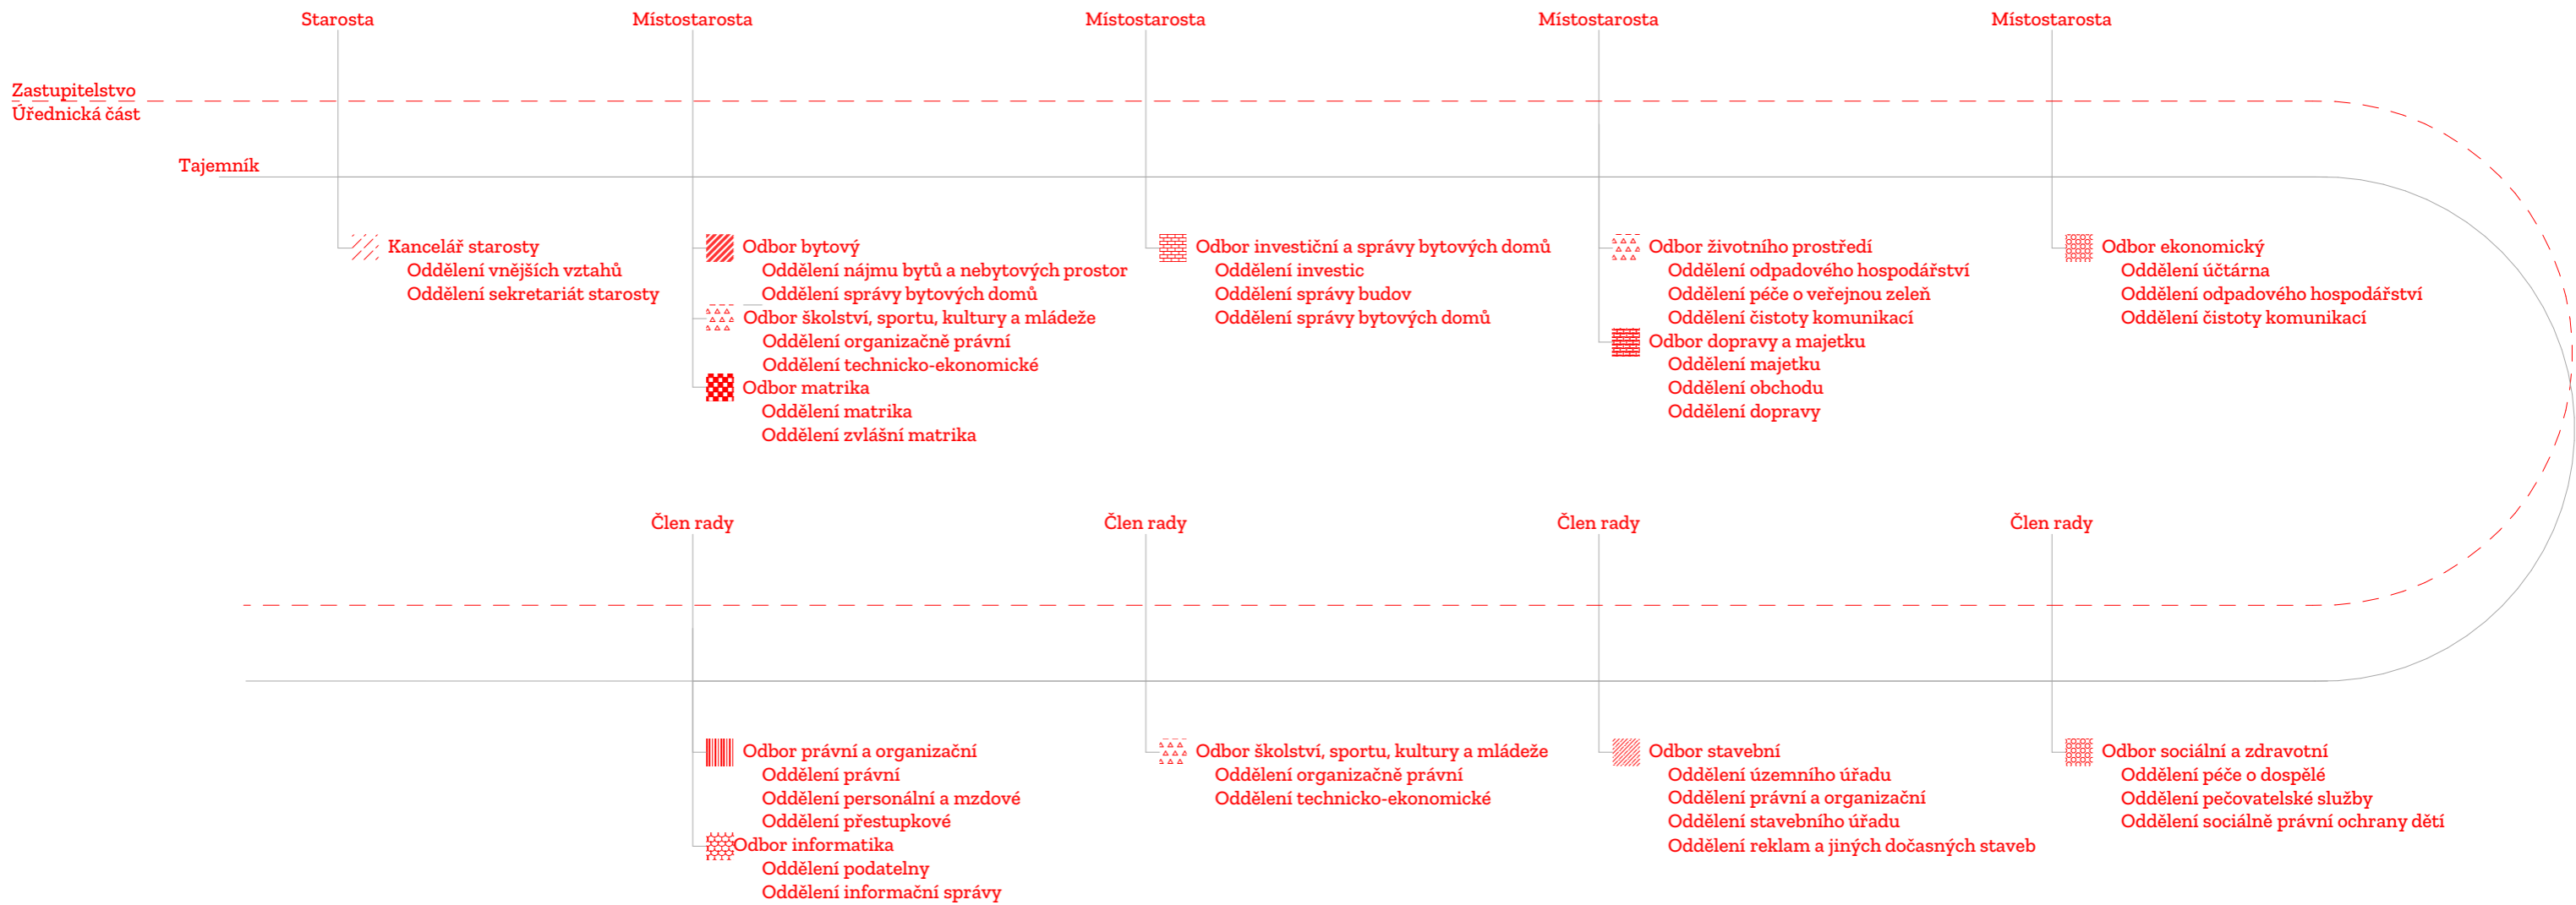 Starosta
Místostarosta
Místostarosta
Místostarosta
Místostarosta
Zastupitelstvo
Úřednická část
Tajemník
Kancelář starosty
Oddělení vnějších vztahů
Oddělení sekretariát starosty
Odbor bytový
Oddělení nájmu bytů a nebytových prostor
Oddělení správy bytových domů
Odbor školství, sportu, kultury a mládeže
Oddělení organizačně právní
Oddělení technicko-ekonomické
Odbor matrika
Oddělení matrika
Oddělení zvlášní matrika
Odbor investiční a správy bytových domů
Oddělení investic
Oddělení správy budov
Oddělení správy bytových domů
Odbor životního prostředí
Oddělení odpadového hospodářství
Oddělení péče o veřejnou zeleň
Oddělení čistoty komunikací
Odbor dopravy a majetku
Oddělení majetku
Oddělení obchodu
Oddělení dopravy
Odbor ekonomický
Oddělení účtárna
Oddělení odpadového hospodářství
Oddělení čistoty komunikací
Člen rady
Člen rady
Člen rady
Člen rady
Odbor právní a organizační
Oddělení právní
Oddělení personální a mzdové
Oddělení přestupkové
Odbor informatika
Oddělení podatelny
Oddělení informační správy
Odbor školství, sportu, kultury a mládeže
Oddělení organizačně právní
Oddělení technicko-ekonomické
Odbor stavební
Oddělení územního úřadu
Oddělení právní a organizační
Oddělení stavebního úřadu
Oddělení reklam a jiných dočasných staveb
Odbor sociální a zdravotní
Oddělení péče o dospělé
Oddělení pečovatelské služby
Oddělení sociálně právní ochrany dětí